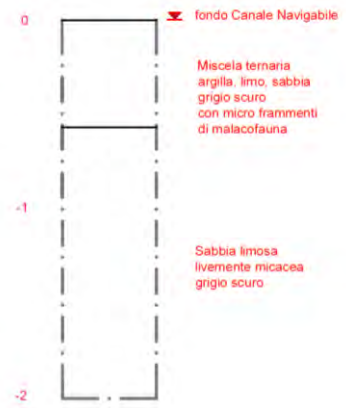 0
fondo Canale Navigabile
Miscela ternaria
argilla, limo, sabbia
grigio scuro
con micro frammenti
di malacofauna
-1
Sabbia limosa
livemente micacea
grigio scuro
-2